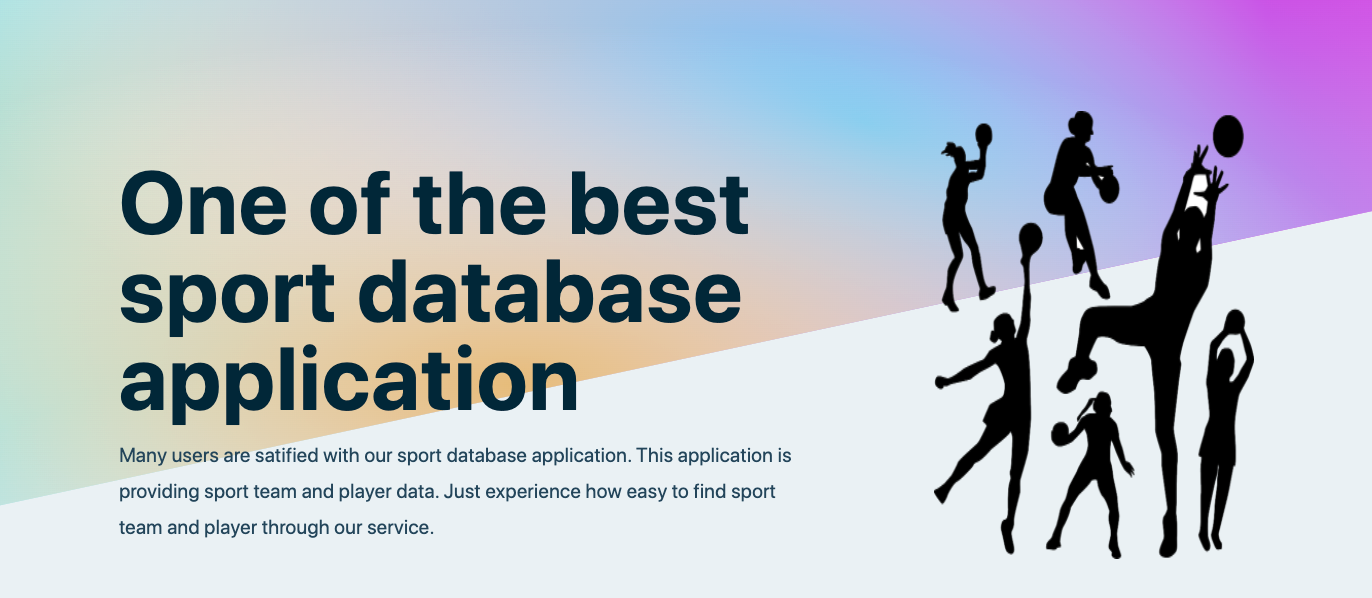 One of the best
sport database
application
Many users are satified with our sport database application. This application is
providing sport team and player data. Just experience how easy to find sport
team and player through our service.